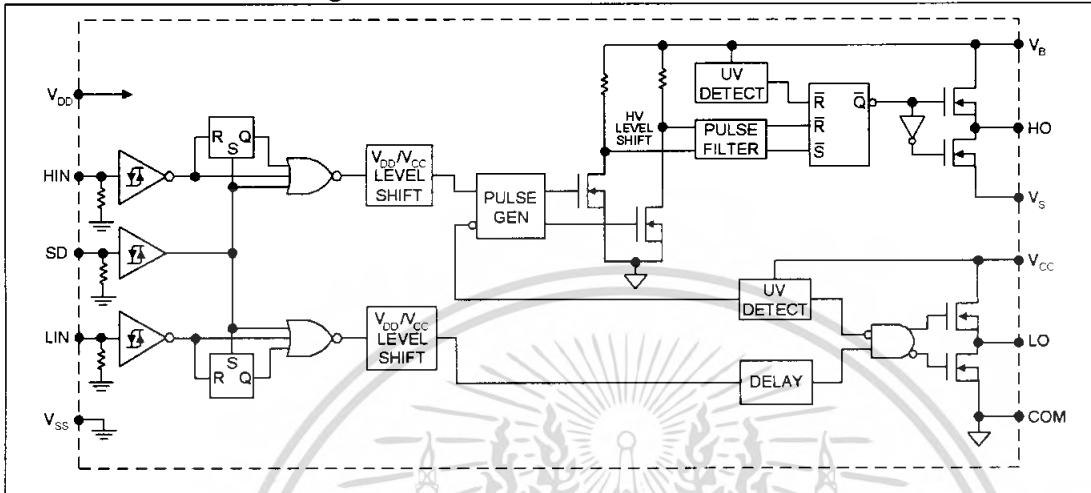 V_B
UV
DETECT
V_DD
R̅ Q̅
R S Q
HV
LEVEL
SHIFT
R̅
PULSE
FILTER
S̅
HO
V_DD/V_CC
LEVEL
SHIFT
HIN
PULSE
GEN
V_S
SD
V_CC
UV
DETECT
LIN
V_DD/V_CC
LEVEL
SHIFT
LO
R S Q
DELAY
V_SS
COM